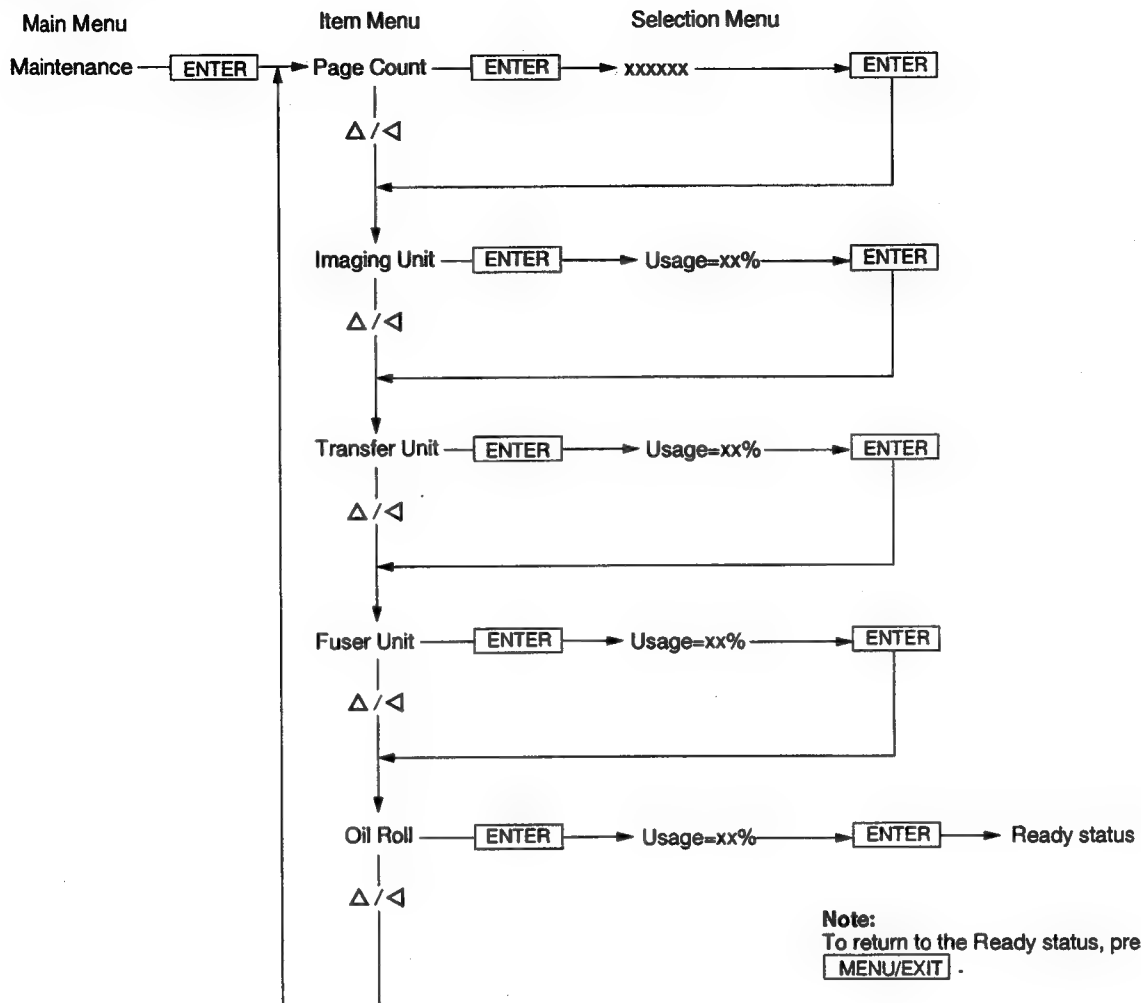 Main Menu Item Menu Selection Menu
Maintenance ENTER Page Count ENTER xxxxxx ENTER
△/◁
Imaging Unit ENTER Usage=xx% ENTER
△/◁
Transfer Unit ENTER Usage=xx% ENTER
△/◁
Fuser Unit ENTER Usage=xx% ENTER
△/◁
Oil Roll ENTER Usage=xx% ENTER Ready status
△/◁
Note:
To return to the Ready status, pre
MENU/EXIT .